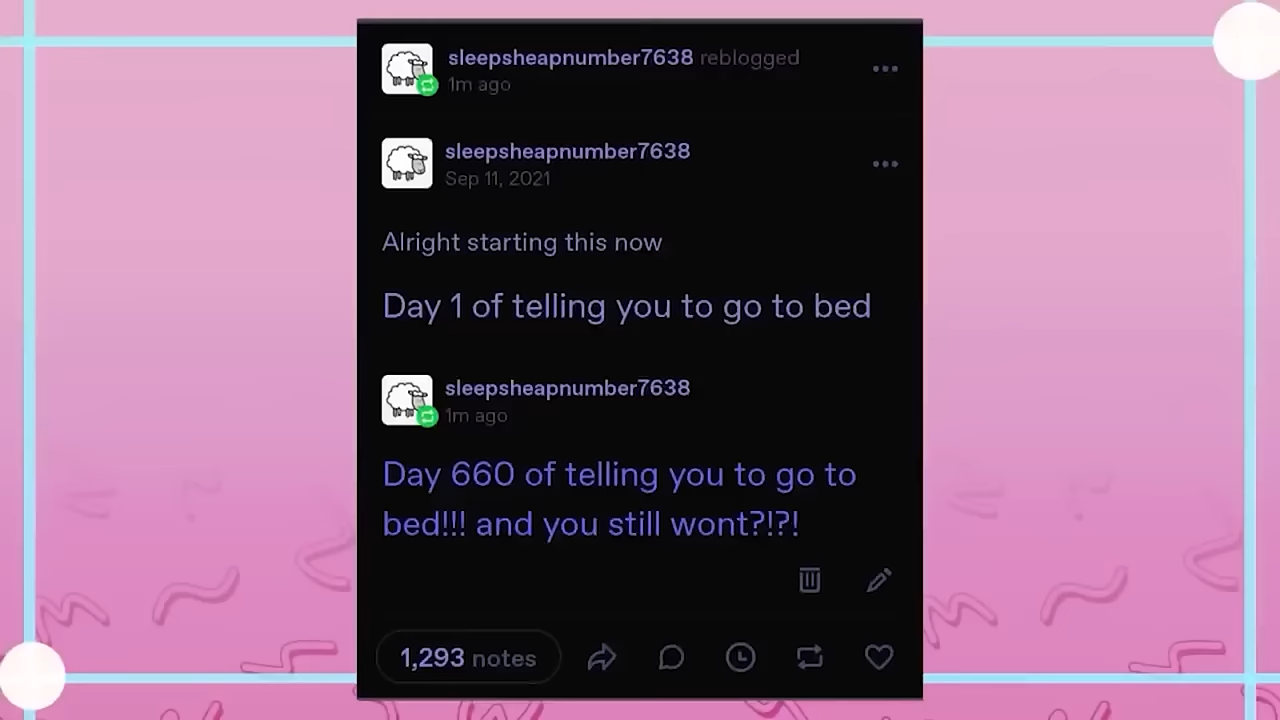 sleepsheapnumber7638 reblogged
1m ago
sleepsheapnumber7638
Sep 11, 2021
Alright starting this now
Day 1 of telling you to go to bed
sleepsheapnumber7638
1m ago
Day 660 of telling you to go to
bed!!! and you still wont?!?!
1,293 notes